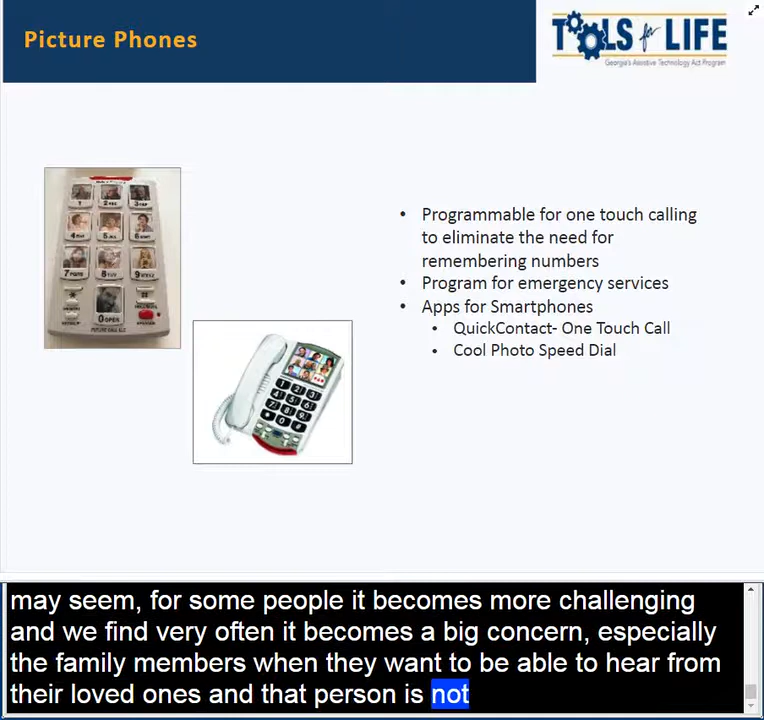 Picture Phones
TOOLS for LIFE
Georgia's Assistive Technology Act Program
• Programmable for one touch calling
to eliminate the need for
remembering numbers
• Program for emergency services
• Apps for Smartphones
• QuickContact- One Touch Call
• Cool Photo Speed Dial
may seem, for some people it becomes more challenging
and we find very often it becomes a big concern, especially
the family members when they want to be able to hear from
their loved ones and that person is not